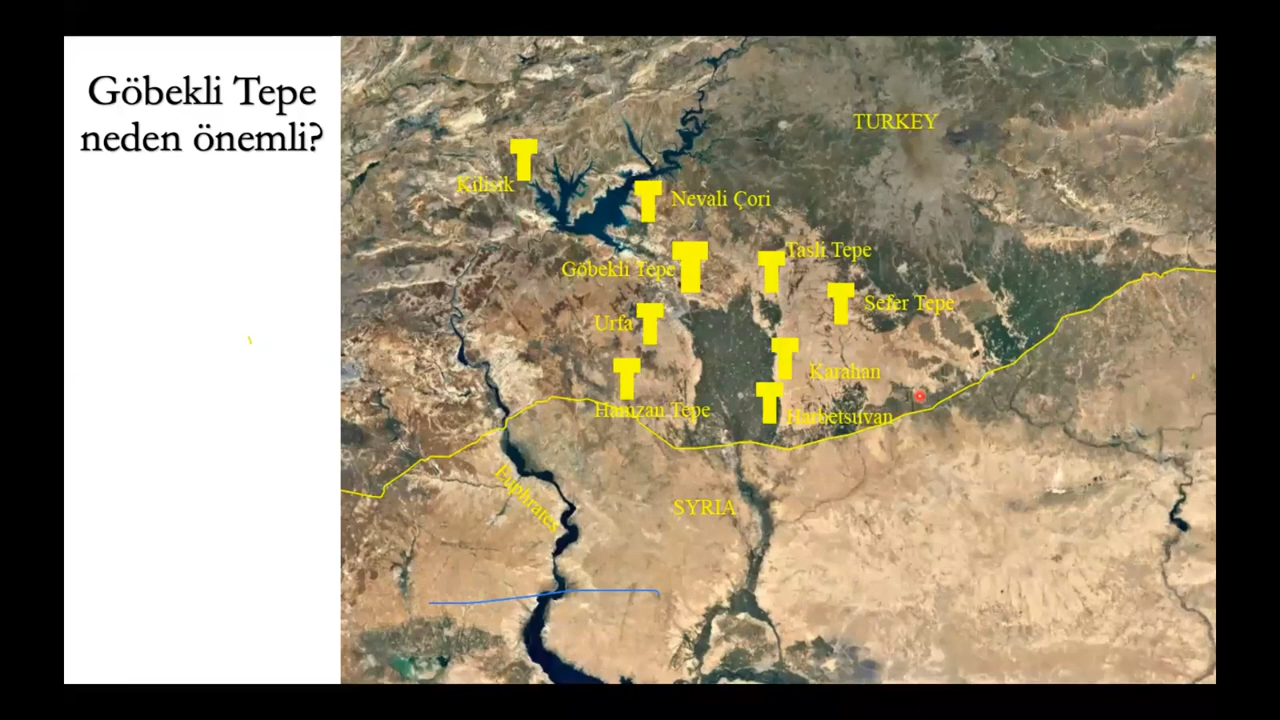 Göbekli Tepe
neden önemli?
TURKEY
Kilisik
Nevali Çori
Tasli Tepe
Göbekli Tepe
Sefer Tepe
Urfa
Karahan
Hamzan Tepe
Harbetsuvan
Euphrates
SYRIA